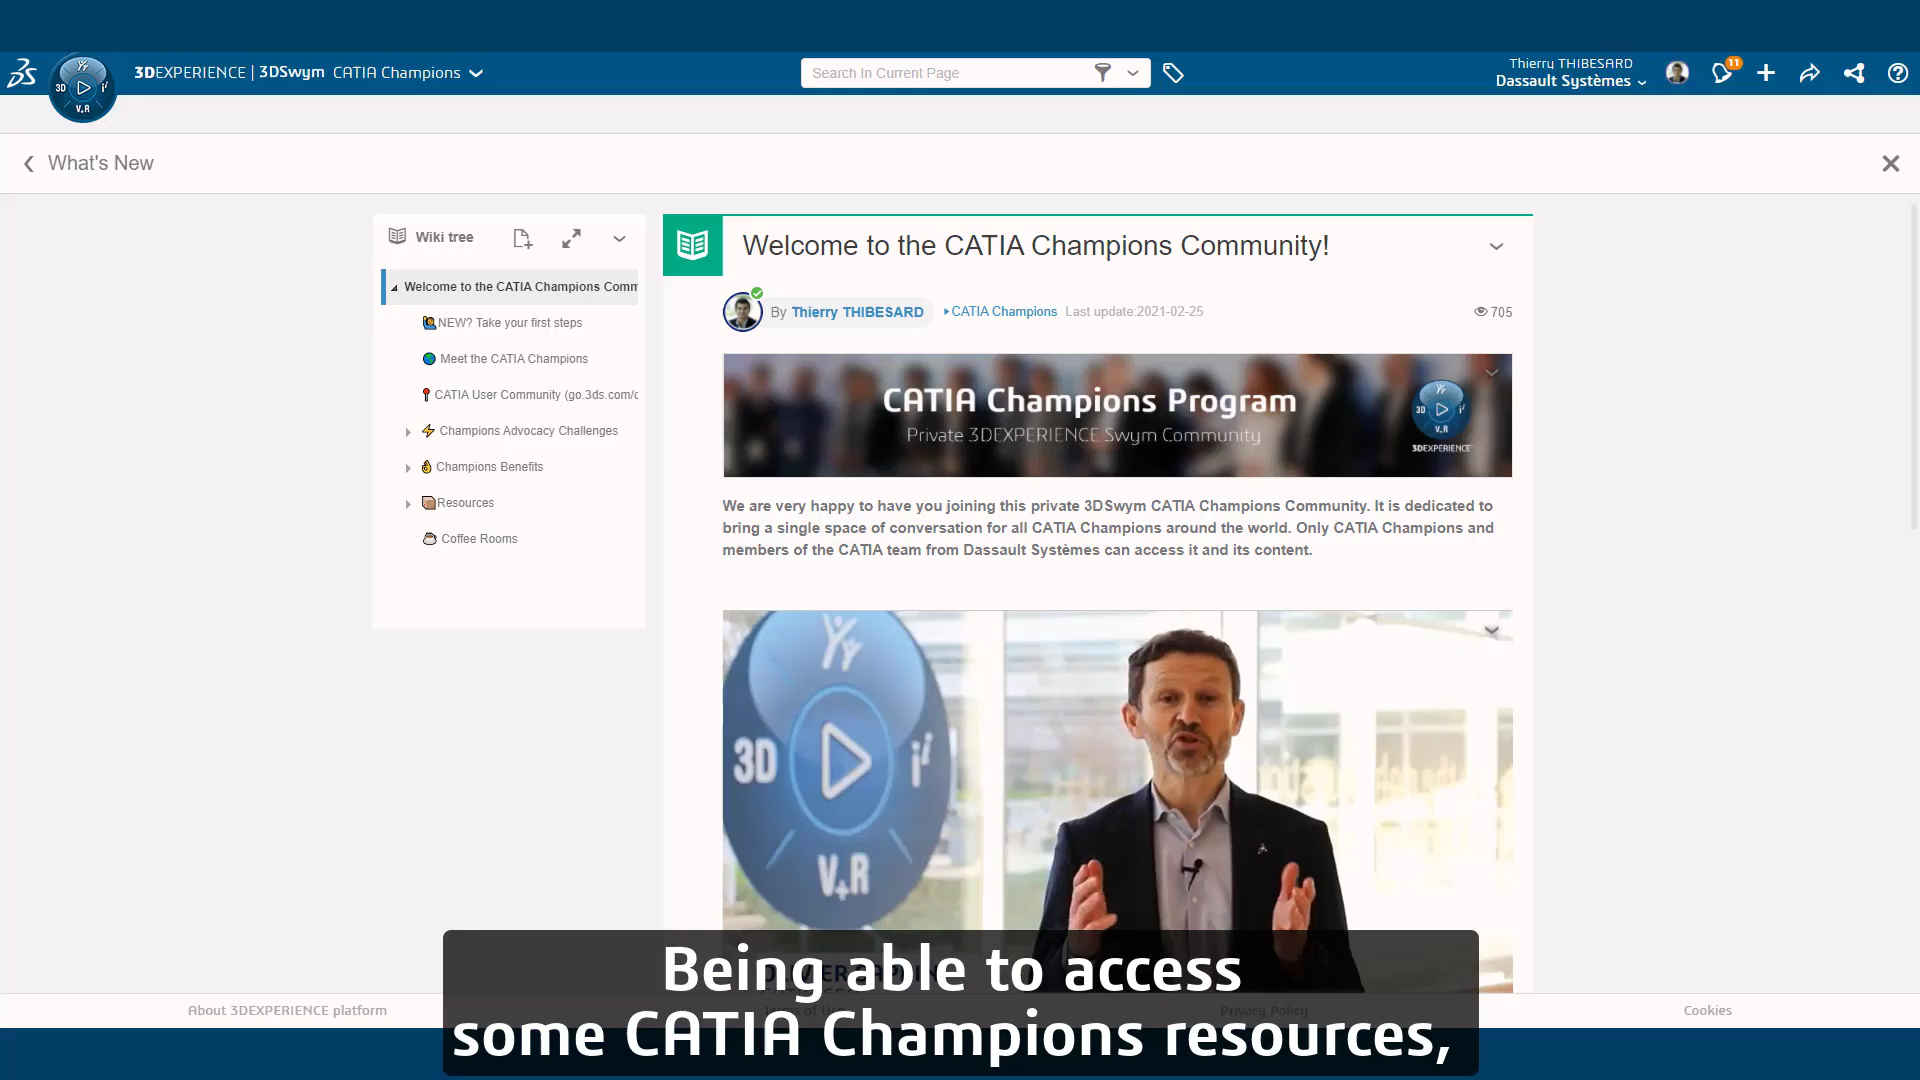 3DEXPERIENCE | 3DSwym CATIA Champions
Search In Current Page
Thierry THIBESARD
Dassault Systèmes
11
3D
V.R
What's New
Wiki tree
Welcome to the CATIA Champions Comm
NEW? Take your first steps
Meet the CATIA Champions
CATIA User Community (go.3ds.com/c
Champions Advocacy Challenges
Champions Benefits
Resources
Coffee Rooms
Welcome to the CATIA Champions Community!
By Thierry THIBESARD CATIA Champions Last update:2021-02-25
705
CATIA Champions Program
Private 3DEXPERIENCE Swym Community
3D
V.R
3DEXPERIENCE
We are very happy to have you joining this private 3DSwym CATIA Champions Community. It is dedicated to
bring a single space of conversation for all CATIA Champions around the world. Only CATIA Champions and
members of the CATIA team from Dassault Systèmes can access it and its content.
3D
V+R
Being able to access
some CATIA Champions resources,
About 3DEXPERIENCE platform
Privacy Policy
Cookies